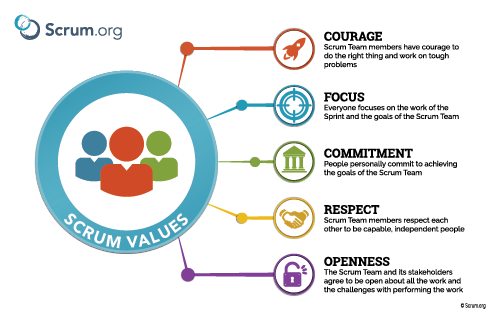 Scrum.org
COURAGE
Scrum Team members have courage to
do the right thing and work on tough
problems
FOCUS
Everyone focuses on the work of the
Sprint and the goals of the Scrum Team
COMMITMENT
People personally commit to achieving
the goals of the Scrum Team
SCRUM VALUES
RESPECT
Scrum Team members respect each
other to be capable, independent people
OPENNESS
The Scrum Team and its stakeholders
agree to be open about all the work and
the challenges with performing the work
© Scrum.org